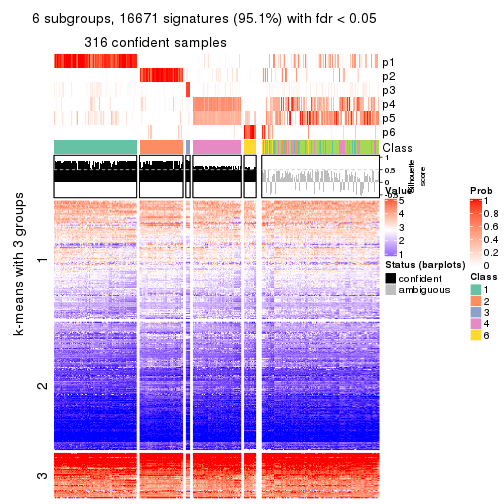 6 subgroups, 16671 signatures (95.1%) with fdr < 0.05
316 confident samples
p1
p2
p3
p4
p5
p6
Class
1
0.5
0
-0.5
Silhouette
score
k-means with 3 groups
1
2
3
Value
5
4
3
2
1
Status (barplots)
confident
ambiguous
Prob
1
0.8
0.6
0.4
0.2
0
Class
1
2
3
4
6